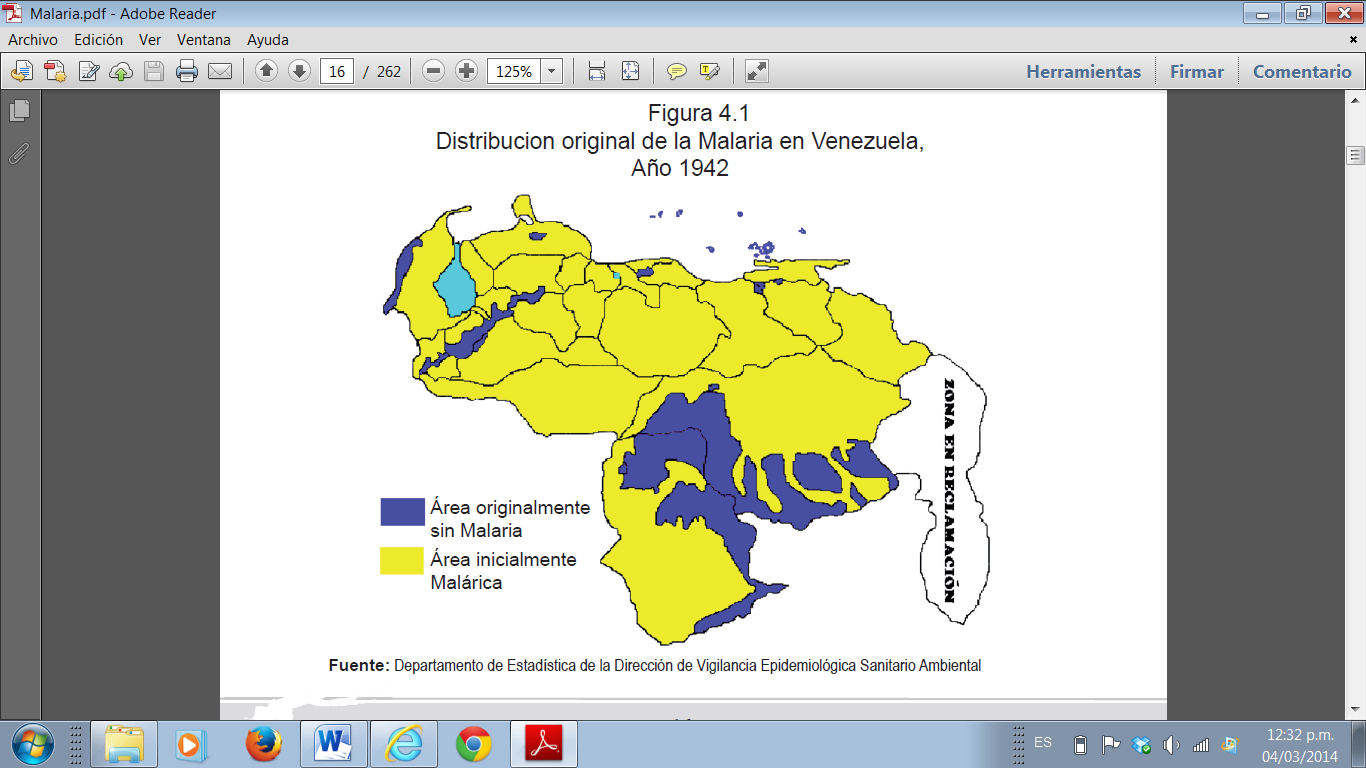 Malaria.pdf - Adobe Reader
Archivo Edición Ver Ventana Ayuda
16 / 262
125%
Herramientas Firmar Comentario
Figura 4.1
Distribucion original de la Malaria en Venezuela,
Año 1942
ZONA EN RECLAMACIÓN
Área originalmente
sin Malaria
Área inicialmente
Malárica
Fuente: Departamento de Estadística de la Dirección de Vigilancia Epidemiológica Sanitario Ambiental
ES
12:32 p.m.
04/03/2014